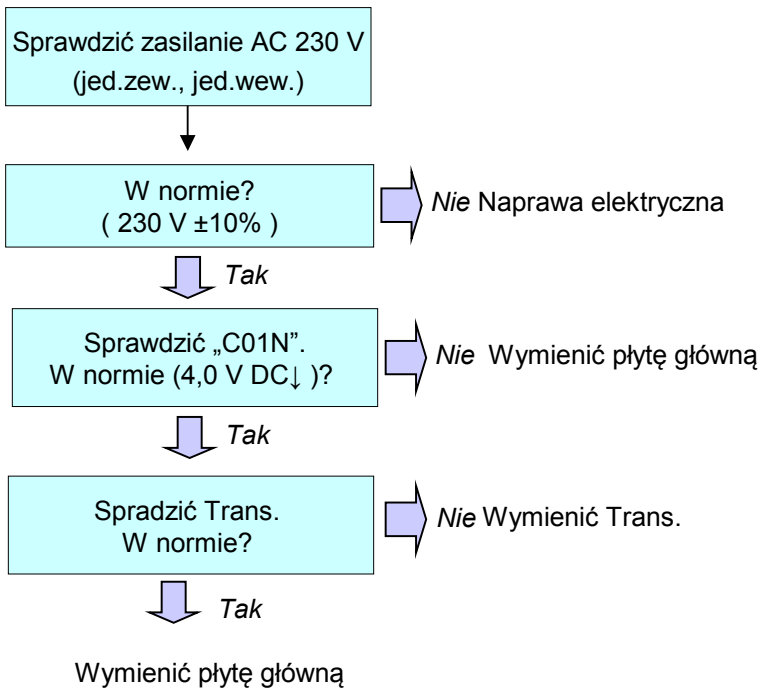 Sprawdzić zasilanie AC 230 V
(jed.zew., jed.wew.)
W normie?
( 230 V ±10% )
Nie Naprawa elektryczna
Tak
Sprawdzić „C01N”.
W normie (4,0 V DC↓ )?
Nie Wymienić płytę główną
Tak
Spradzić Trans.
W normie?
Nie Wymienić Trans.
Tak
Wymienić płytę główną